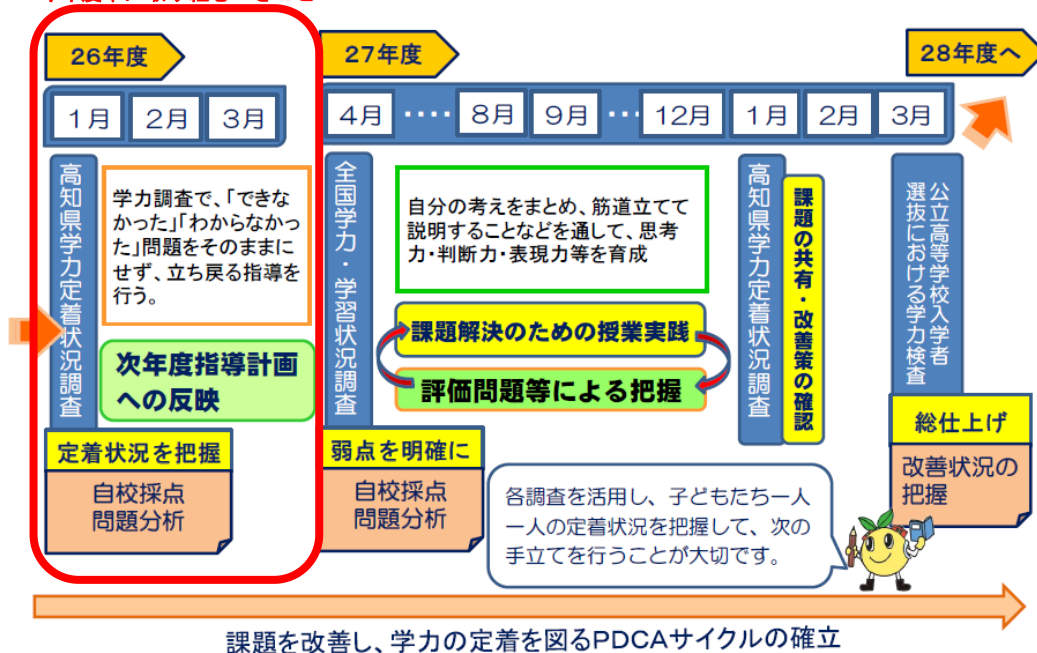 26年度
27年度
28年度へ
1月 2月 3月
4月 ‥‥ 8月 9月 ‥‥ 12月 1月 2月 3月
高知県学力定着状況調査
学力調査で、「できな
かった」「わからなかっ
た」問題をそのままに
せず、立ち戻る指導を
行う。
次年度指導計画
への反映
定着状況を把握
自校採点
問題分析
全国学力・学習状況調査
自分の考えをまとめ、筋道立てて
説明することなどを通して、思考
力・判断力・表現力等を育成
課題解決のための授業実践
評価問題等による把握
弱点を明確に
自校採点
問題分析
高知県学力定着状況調査
課題の共有・改善策の確認
公立高等学校入学者
選抜における学力検査
総仕上げ
改善状況の
把握
各調査を活用し、子どもたち一人
一人の定着状況を把握して、次の
手立てを行うことが大切です。
課題を改善し、学力の定着を図るPDCAサイクルの確立